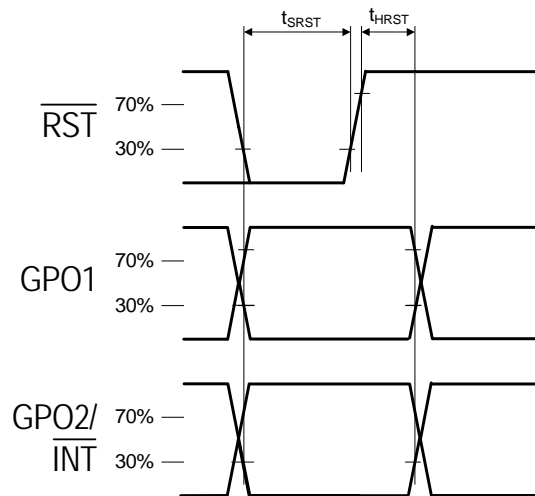 tSRST
tHRST
RST
70%
30%
GPO1
70%
30%
GPO2/
INT
70%
30%